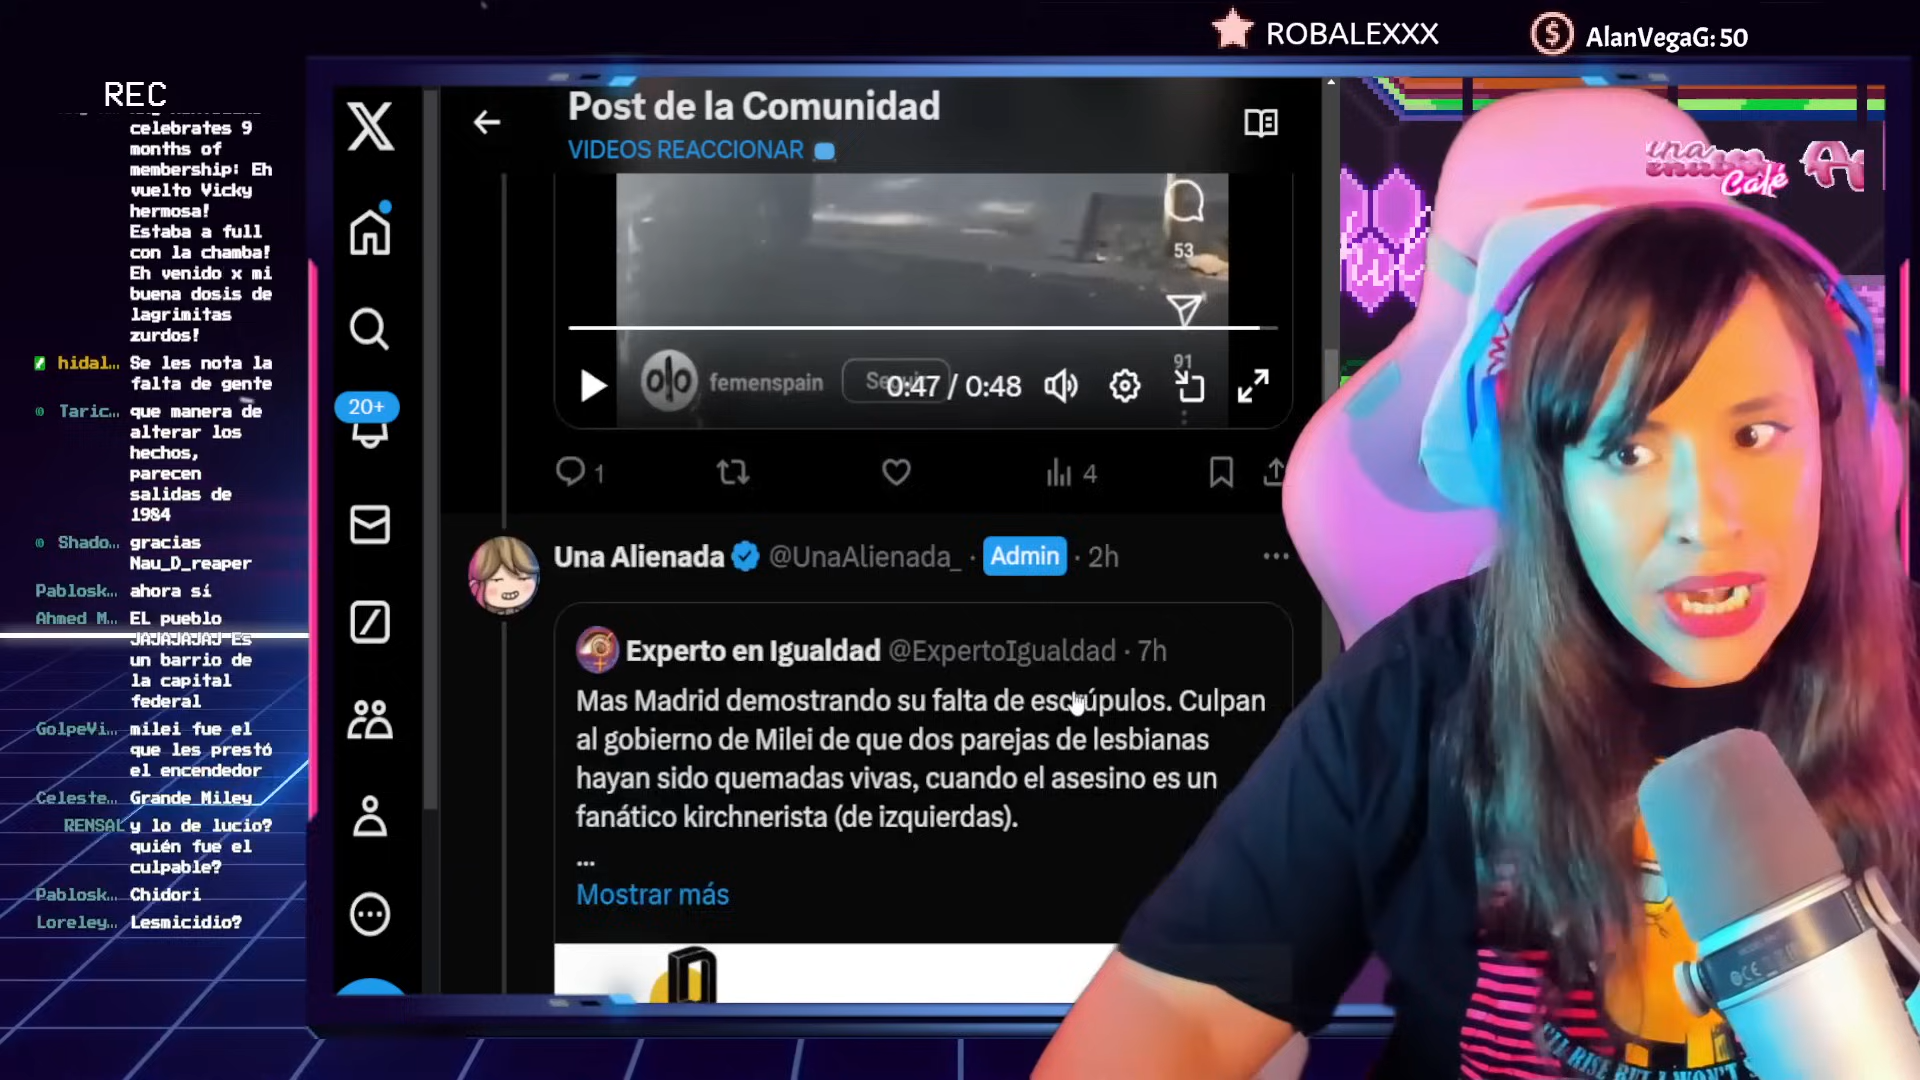 ROBALEXXX
AlanVegaG: 50
REC
celebrates 9
months of
membership: Eh
vuelto Vicky
hermosa!
Estaba a full
con la chamba!
Eh venido x mi
buena dosis de
lagrimitas
zurdos!
hidal… Se les nota la
falta de gente
Taric… que manera de
alterar los
hechos,
parecen
salidas de
1984
Shado… gracias
Nau_D_reaper
Pablosk… ahora sí
Ahmed M… EL pueblo
JAJAJAJAJ Es
un barrio de
la capital
federal
GolpeVi… milei fue el
que les prestó
el encendedor
Celeste… Grande Miley
RENSAL y lo de lucio?
quién fue el
culpable?
Pablosk… Chidori
Loreley… Lesmicidio?
20+
Post de la Comunidad
VIDEOS REACCIONAR
53
91
femenspain
0:47 / 0:48
1
4
Una Alienada @UnaAlienada_ · Admin · 2h
Experto en Igualdad @ExpertoIgualdad · 7h
Mas Madrid demostrando su falta de escrúpulos. Culpan
al gobierno de Milei de que dos parejas de lesbianas
hayan sido quemadas vivas, cuando el asesino es un
fanático kirchnerista (de izquierdas).
...
Mostrar más
Café